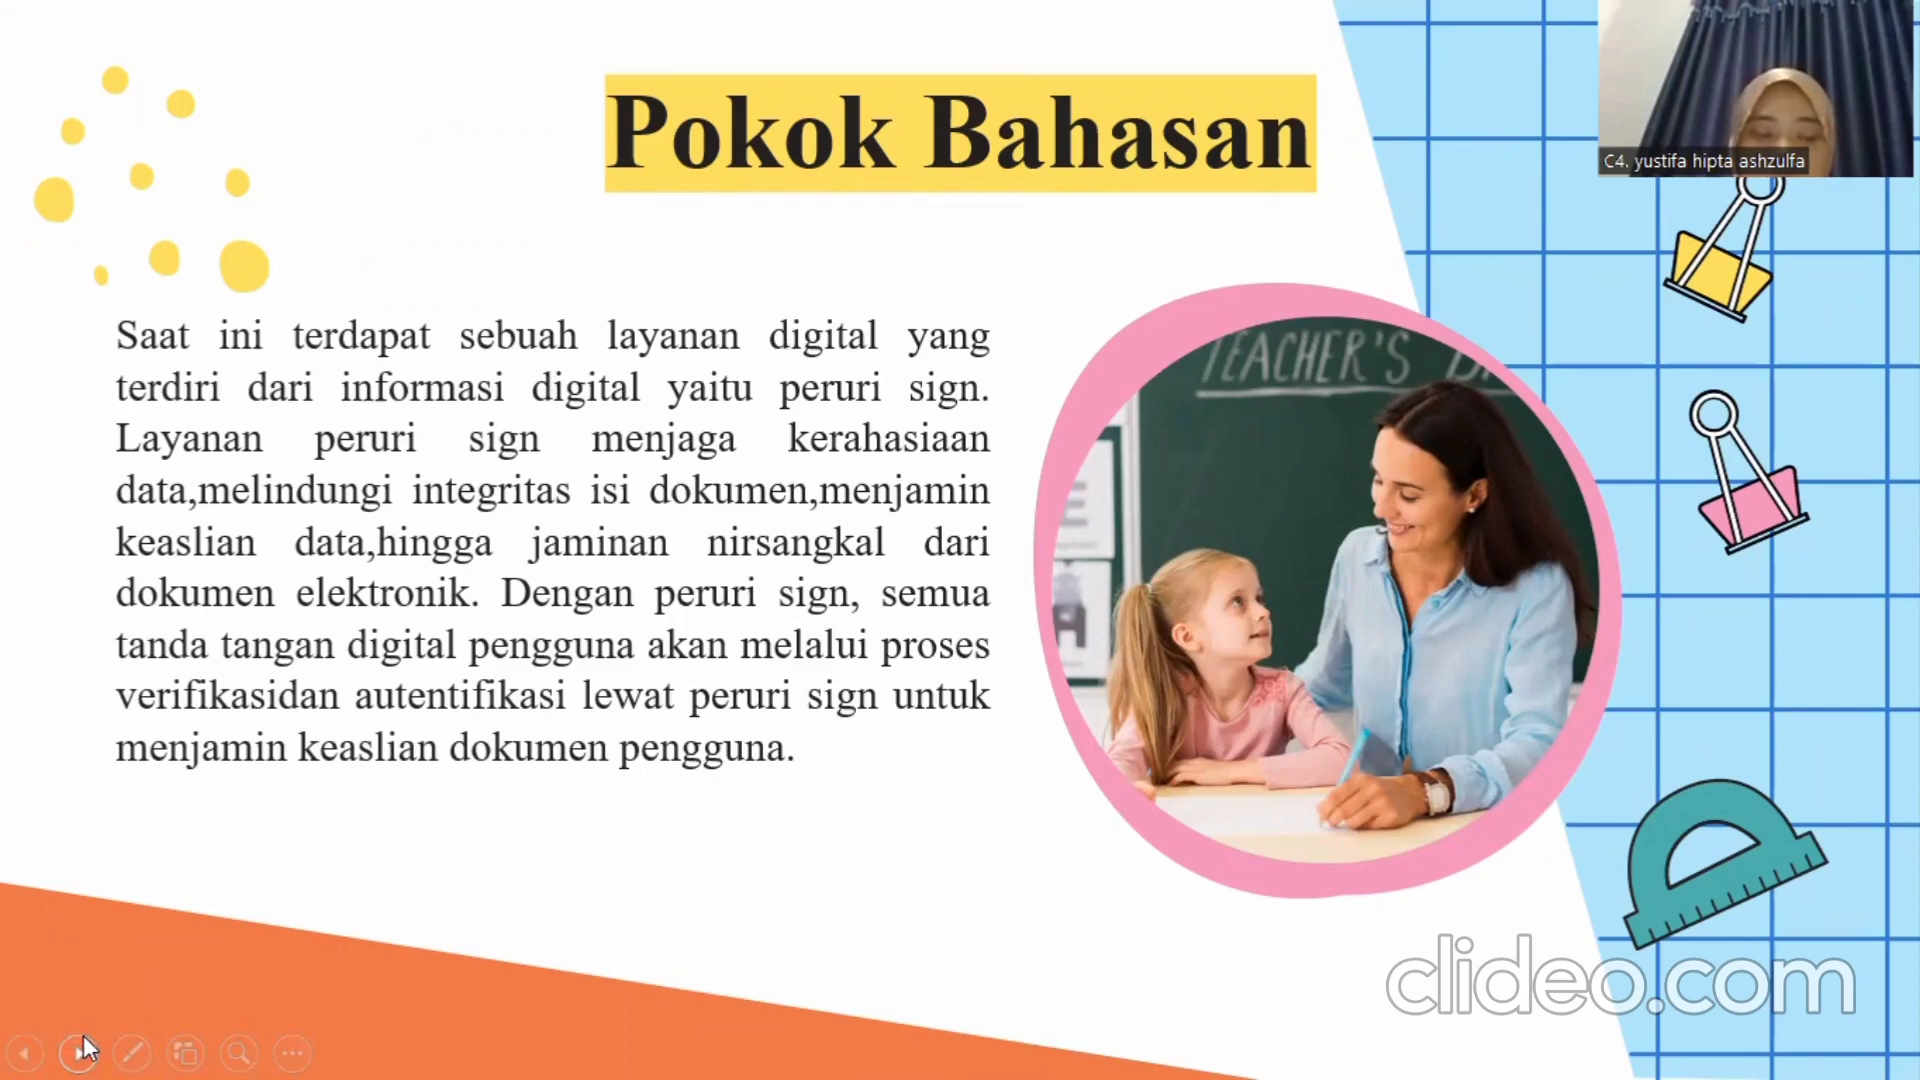 Pokok Bahasan
C4. yustifa hipta ashzulfa
Saat ini terdapat sebuah layanan digital yang
terdiri dari informasi digital yaitu peruri sign.
Layanan peruri sign menjaga kerahasiaan
data,melindungi integritas isi dokumen,menjamin
keaslian data,hingga jaminan nirsangkal dari
dokumen elektronik. Dengan peruri sign, semua
tanda tangan digital pengguna akan melalui proses
verifikasidan autentifikasi lewat peruri sign untuk
menjamin keaslian dokumen pengguna.
TEACHER'S
clideo.com